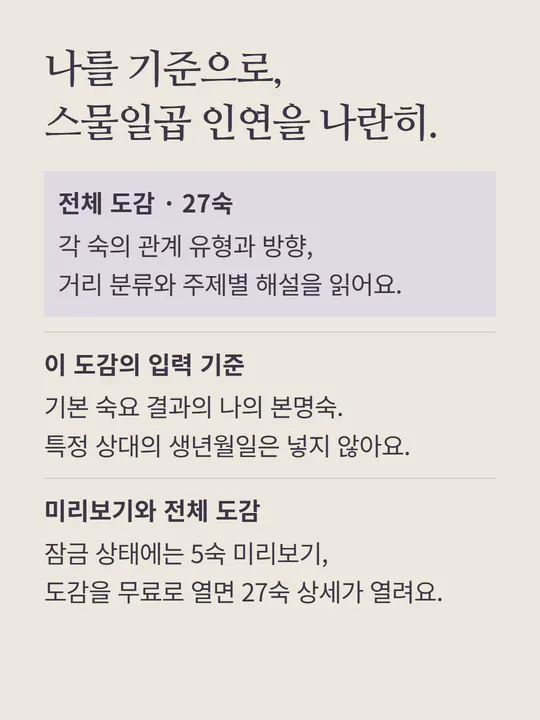 나를 기준으로,
스물일곱 인연을 나란히.
전체 도감 · 27숙
각 숙의 관계 유형과 방향,
거리 분류와 주제별 해설을 읽어요.
이 도감의 입력 기준
기본 숙요 결과의 나의 본명숙.
특정 상대의 생년월일은 넣지 않아요.
미리보기와 전체 도감
잠금 상태에는 5숙 미리보기,
도감을 무료로 열면 27숙 상세가 열려요.